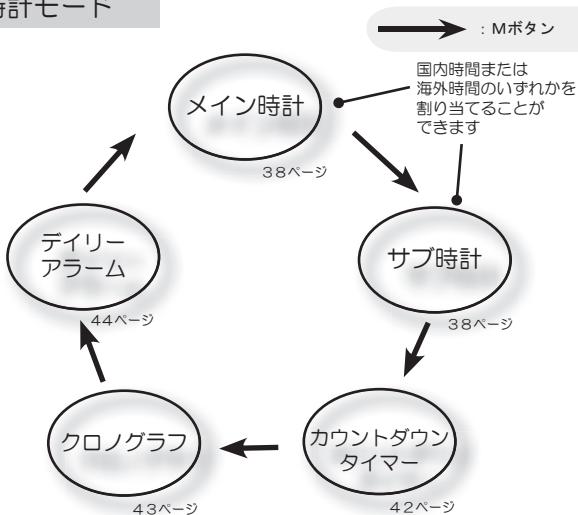 計モード
：Mボタン
国内時間または
海外時間のいずれかを
割り当てることが
できます
メイン時計
38ページ
サブ時計
38ページ
カウントダウン
タイマー
42ページ
クロノグラフ
43ページ
デイリー
アラーム
44ページ